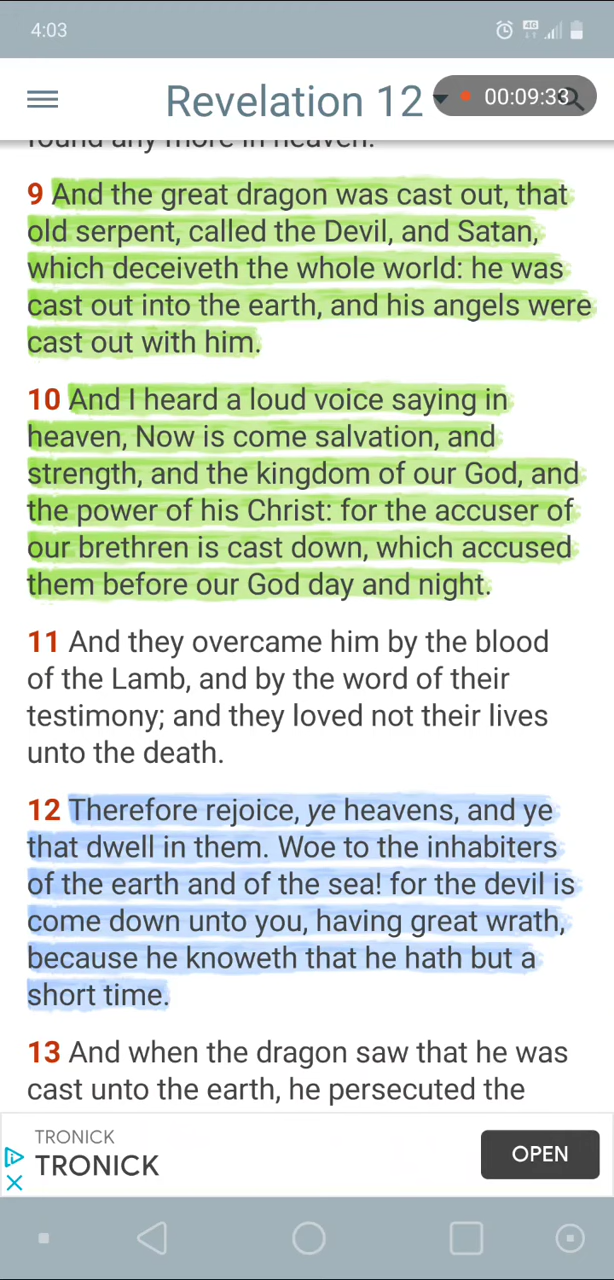 4:03
4G
Revelation 12
00:09:33
found any more in heaven.
9 And the great dragon was cast out, that
old serpent, called the Devil, and Satan,
which deceiveth the whole world: he was
cast out into the earth, and his angels were
cast out with him.
10 And I heard a loud voice saying in
heaven, Now is come salvation, and
strength, and the kingdom of our God, and
the power of his Christ: for the accuser of
our brethren is cast down, which accused
them before our God day and night.
11 And they overcame him by the blood
of the Lamb, and by the word of their
testimony; and they loved not their lives
unto the death.
12 Therefore rejoice, ye heavens, and ye
that dwell in them. Woe to the inhabiters
of the earth and of the sea! for the devil is
come down unto you, having great wrath,
because he knoweth that he hath but a
short time.
13 And when the dragon saw that he was
cast unto the earth, he persecuted the
TRONICK
TRONICK
OPEN